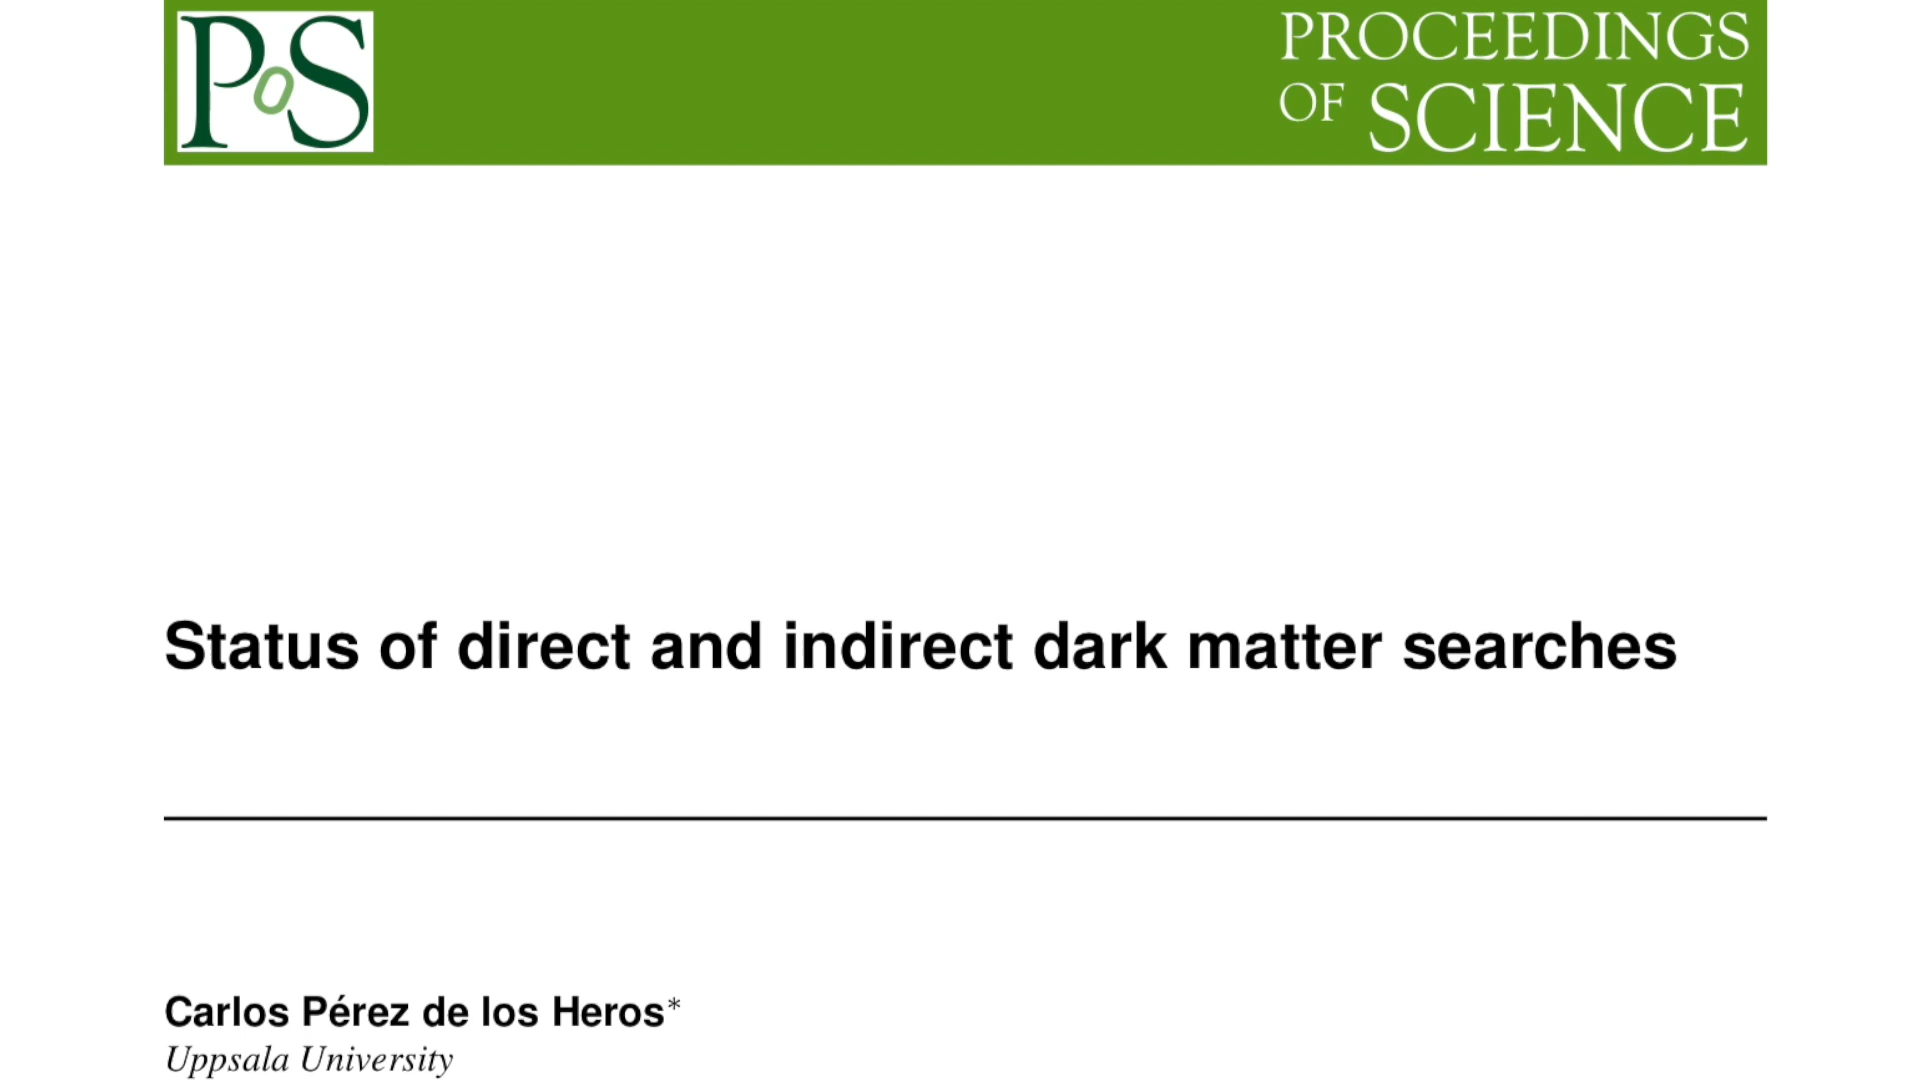 PoS
PROCEEDINGS
OF SCIENCE
Status of direct and indirect dark matter searches
Carlos Pérez de los Heros*
Uppsala University